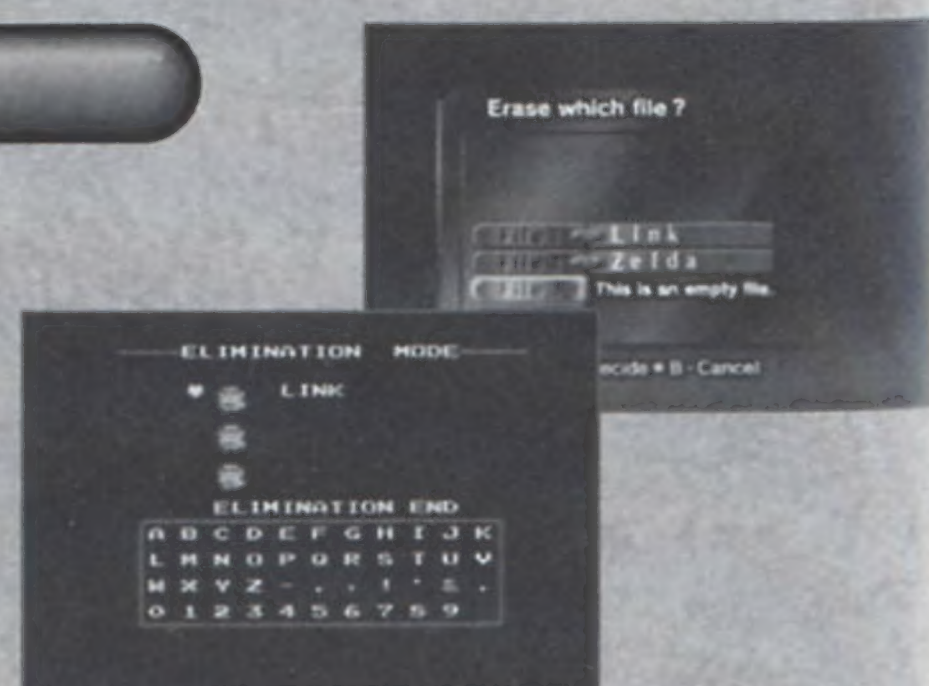 Erase which file?
Link
Zelda
This is an empty file.
ecide • B - Cancel
ELIMINATION MODE
LINK
ELIMINATION END
A B C D E F G H I J K
L M N O P Q R S T U V
W X Y Z - . , ! ' & .
0 1 2 3 4 5 6 7 8 9